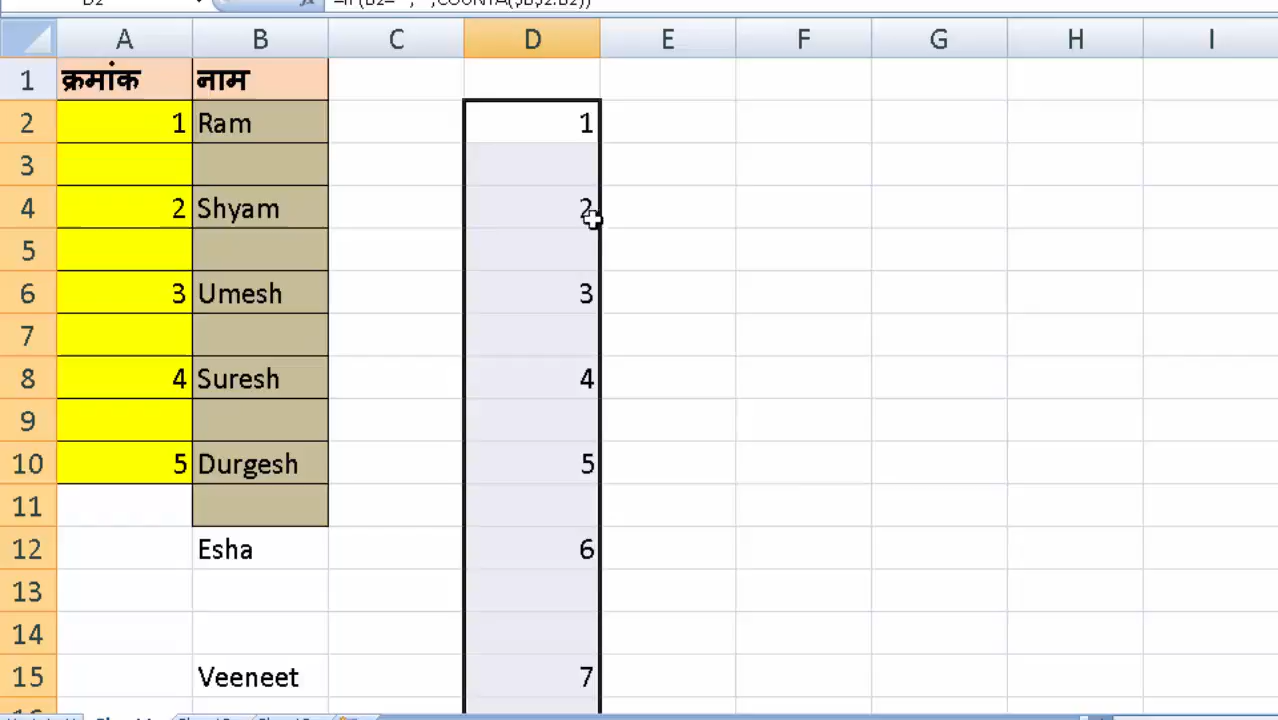 A B C D E F G H I
1 क्रमांक नाम
2 1 Ram 1
3
4 2 Shyam 2
5
6 3 Umesh 3
7
8 4 Suresh 4
9
10 5 Durgesh 5
11
12 Esha 6
13
14
15 Veeneet 7